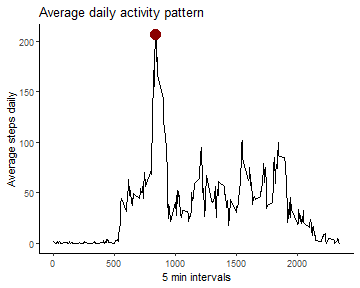 Average daily activity pattern
200
150
100
50
0
Average steps daily
0 500 1000 1500 2000
5 min intervals